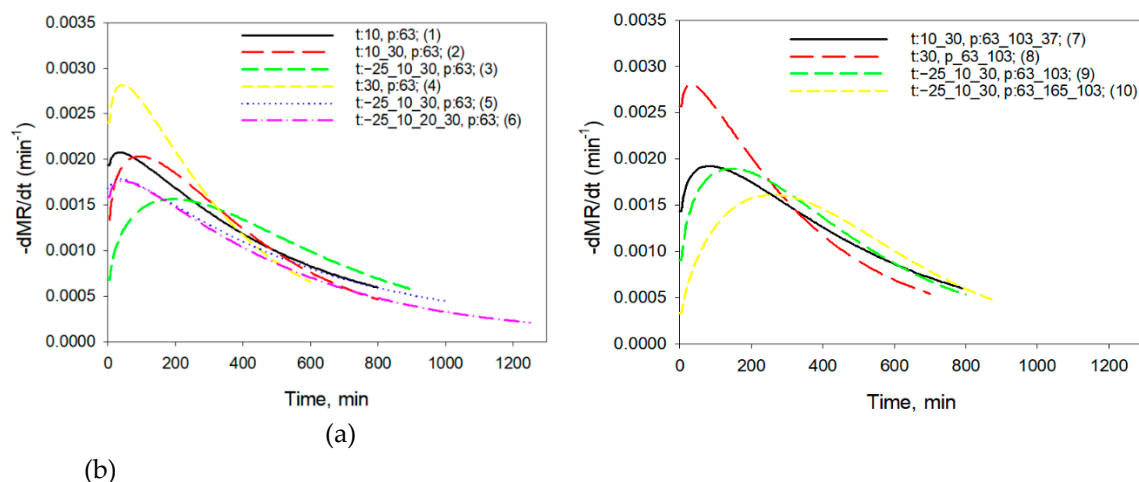 -dMR/dt (min⁻¹)
0.0035
0.0030
0.0025
0.0020
0.0015
0.0010
0.0005
0.0000
t:10, p:63; (1)
t:10_30, p:63; (2)
t:−25_10_30, p:63; (3)
t:30, p:63; (4)
t:−25_10_30, p:63; (5)
t:−25_10_20_30, p:63; (6)
0 200 400 600 800 1000 1200
Time, min
(a)
-dMR/dt (min⁻¹)
0.0035
0.0030
0.0025
0.0020
0.0015
0.0010
0.0005
0.0000
t:10_30, p:63_103_37; (7)
t:30, p_63_103; (8)
t:−25_10_30, p:63_103; (9)
t:−25_10_30, p:63_165_103; (10)
0 200 400 600 800 1000 1200
Time, min
(b)